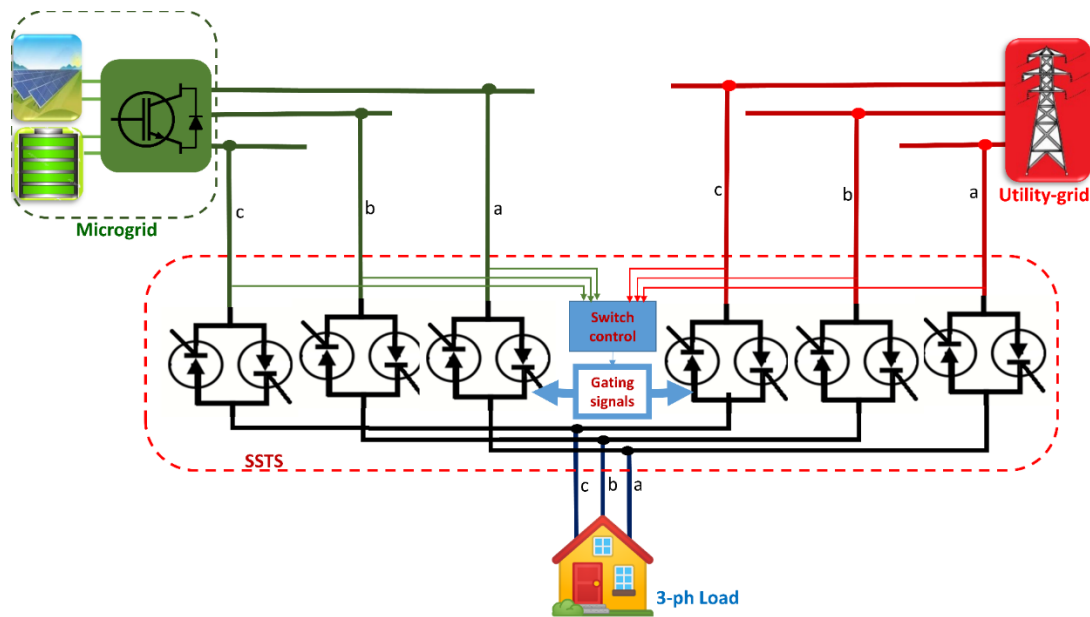 c
b
a
Microgrid
c
b
a
Utility-grid
Switch
control
Gating
signals
SSTS
c
b
a
3-ph Load